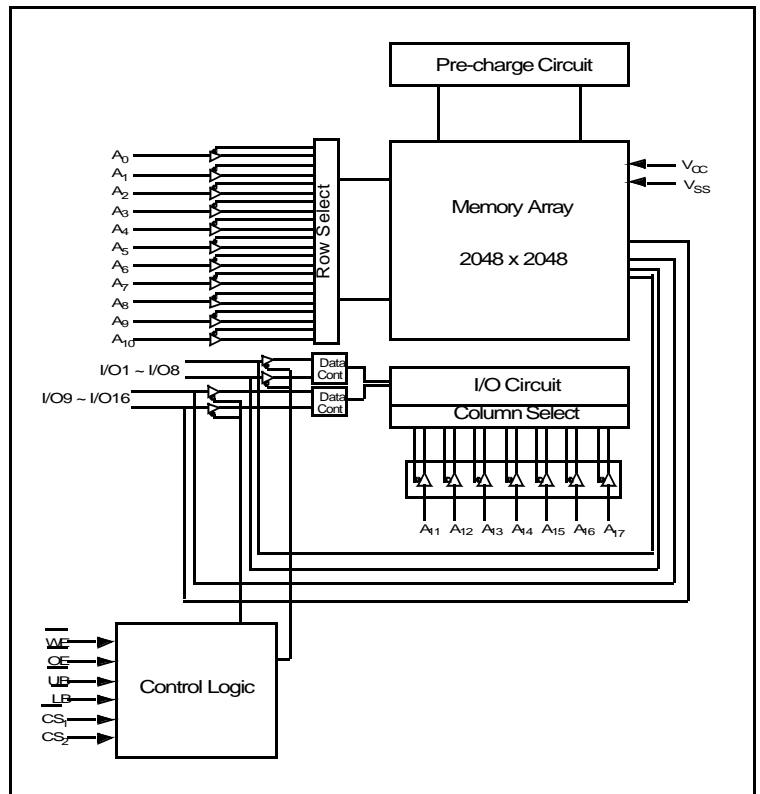 Pre-charge Circuit
A0
A1
A2
A3
A4
A5
A6
A7
A8
A9
A10
Row Select
Memory Array
2048 x 2048
VCC
VSS
I/O1 ~ I/O8
I/O9 ~ I/O16
Data
Cont
Data
Cont
I/O Circuit
Column Select
A11 A12 A13 A14 A15 A16 A17
WE
OE
UB
LB
CS1
CS2
Control Logic